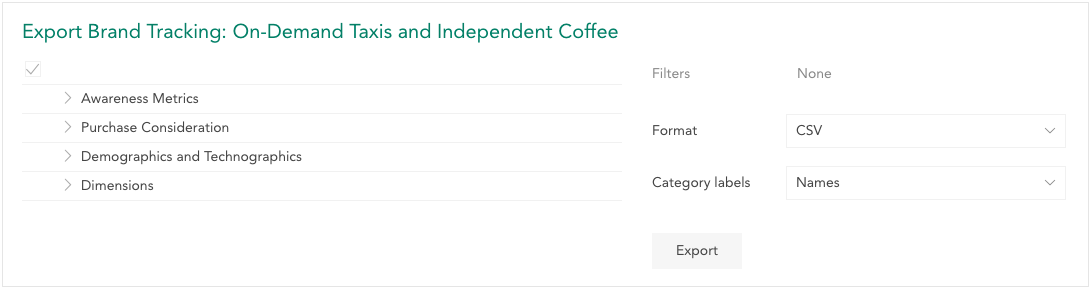 Export Brand Tracking: On-Demand Taxis and Independent Coffee
Awareness Metrics
Purchase Consideration
Demographics and Technographics
Dimensions
Filters None
Format CSV
Category labels Names
Export